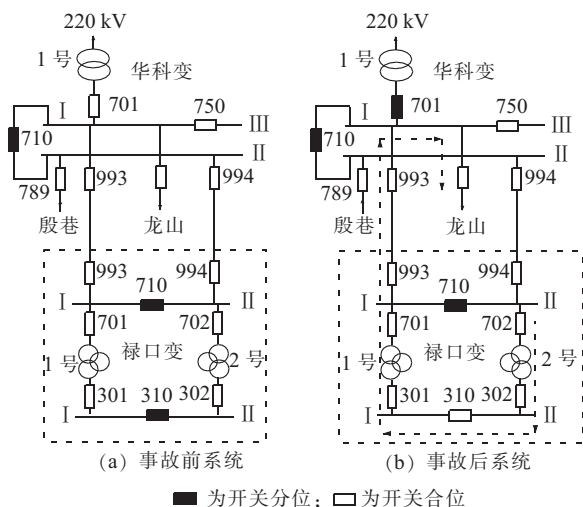 220 kV
220 kV
1 号
华科变
1 号
华科变
701
701
Ⅰ
750
Ⅰ
750
Ⅲ
Ⅲ
710
710
Ⅱ
Ⅱ
789
993
994
789
993
994
殷巷
龙山
殷巷
龙山
993
994
993
994
Ⅰ
710
Ⅱ
Ⅰ
710
Ⅱ
701
702
701
702
1号
禄口变
2 号
1号
禄口变
2 号
301
310
302
301
310
302
Ⅰ
Ⅱ
Ⅰ
Ⅱ
(a) 事故前系统
(b) 事故后系统
为开关分位；
为开关合位